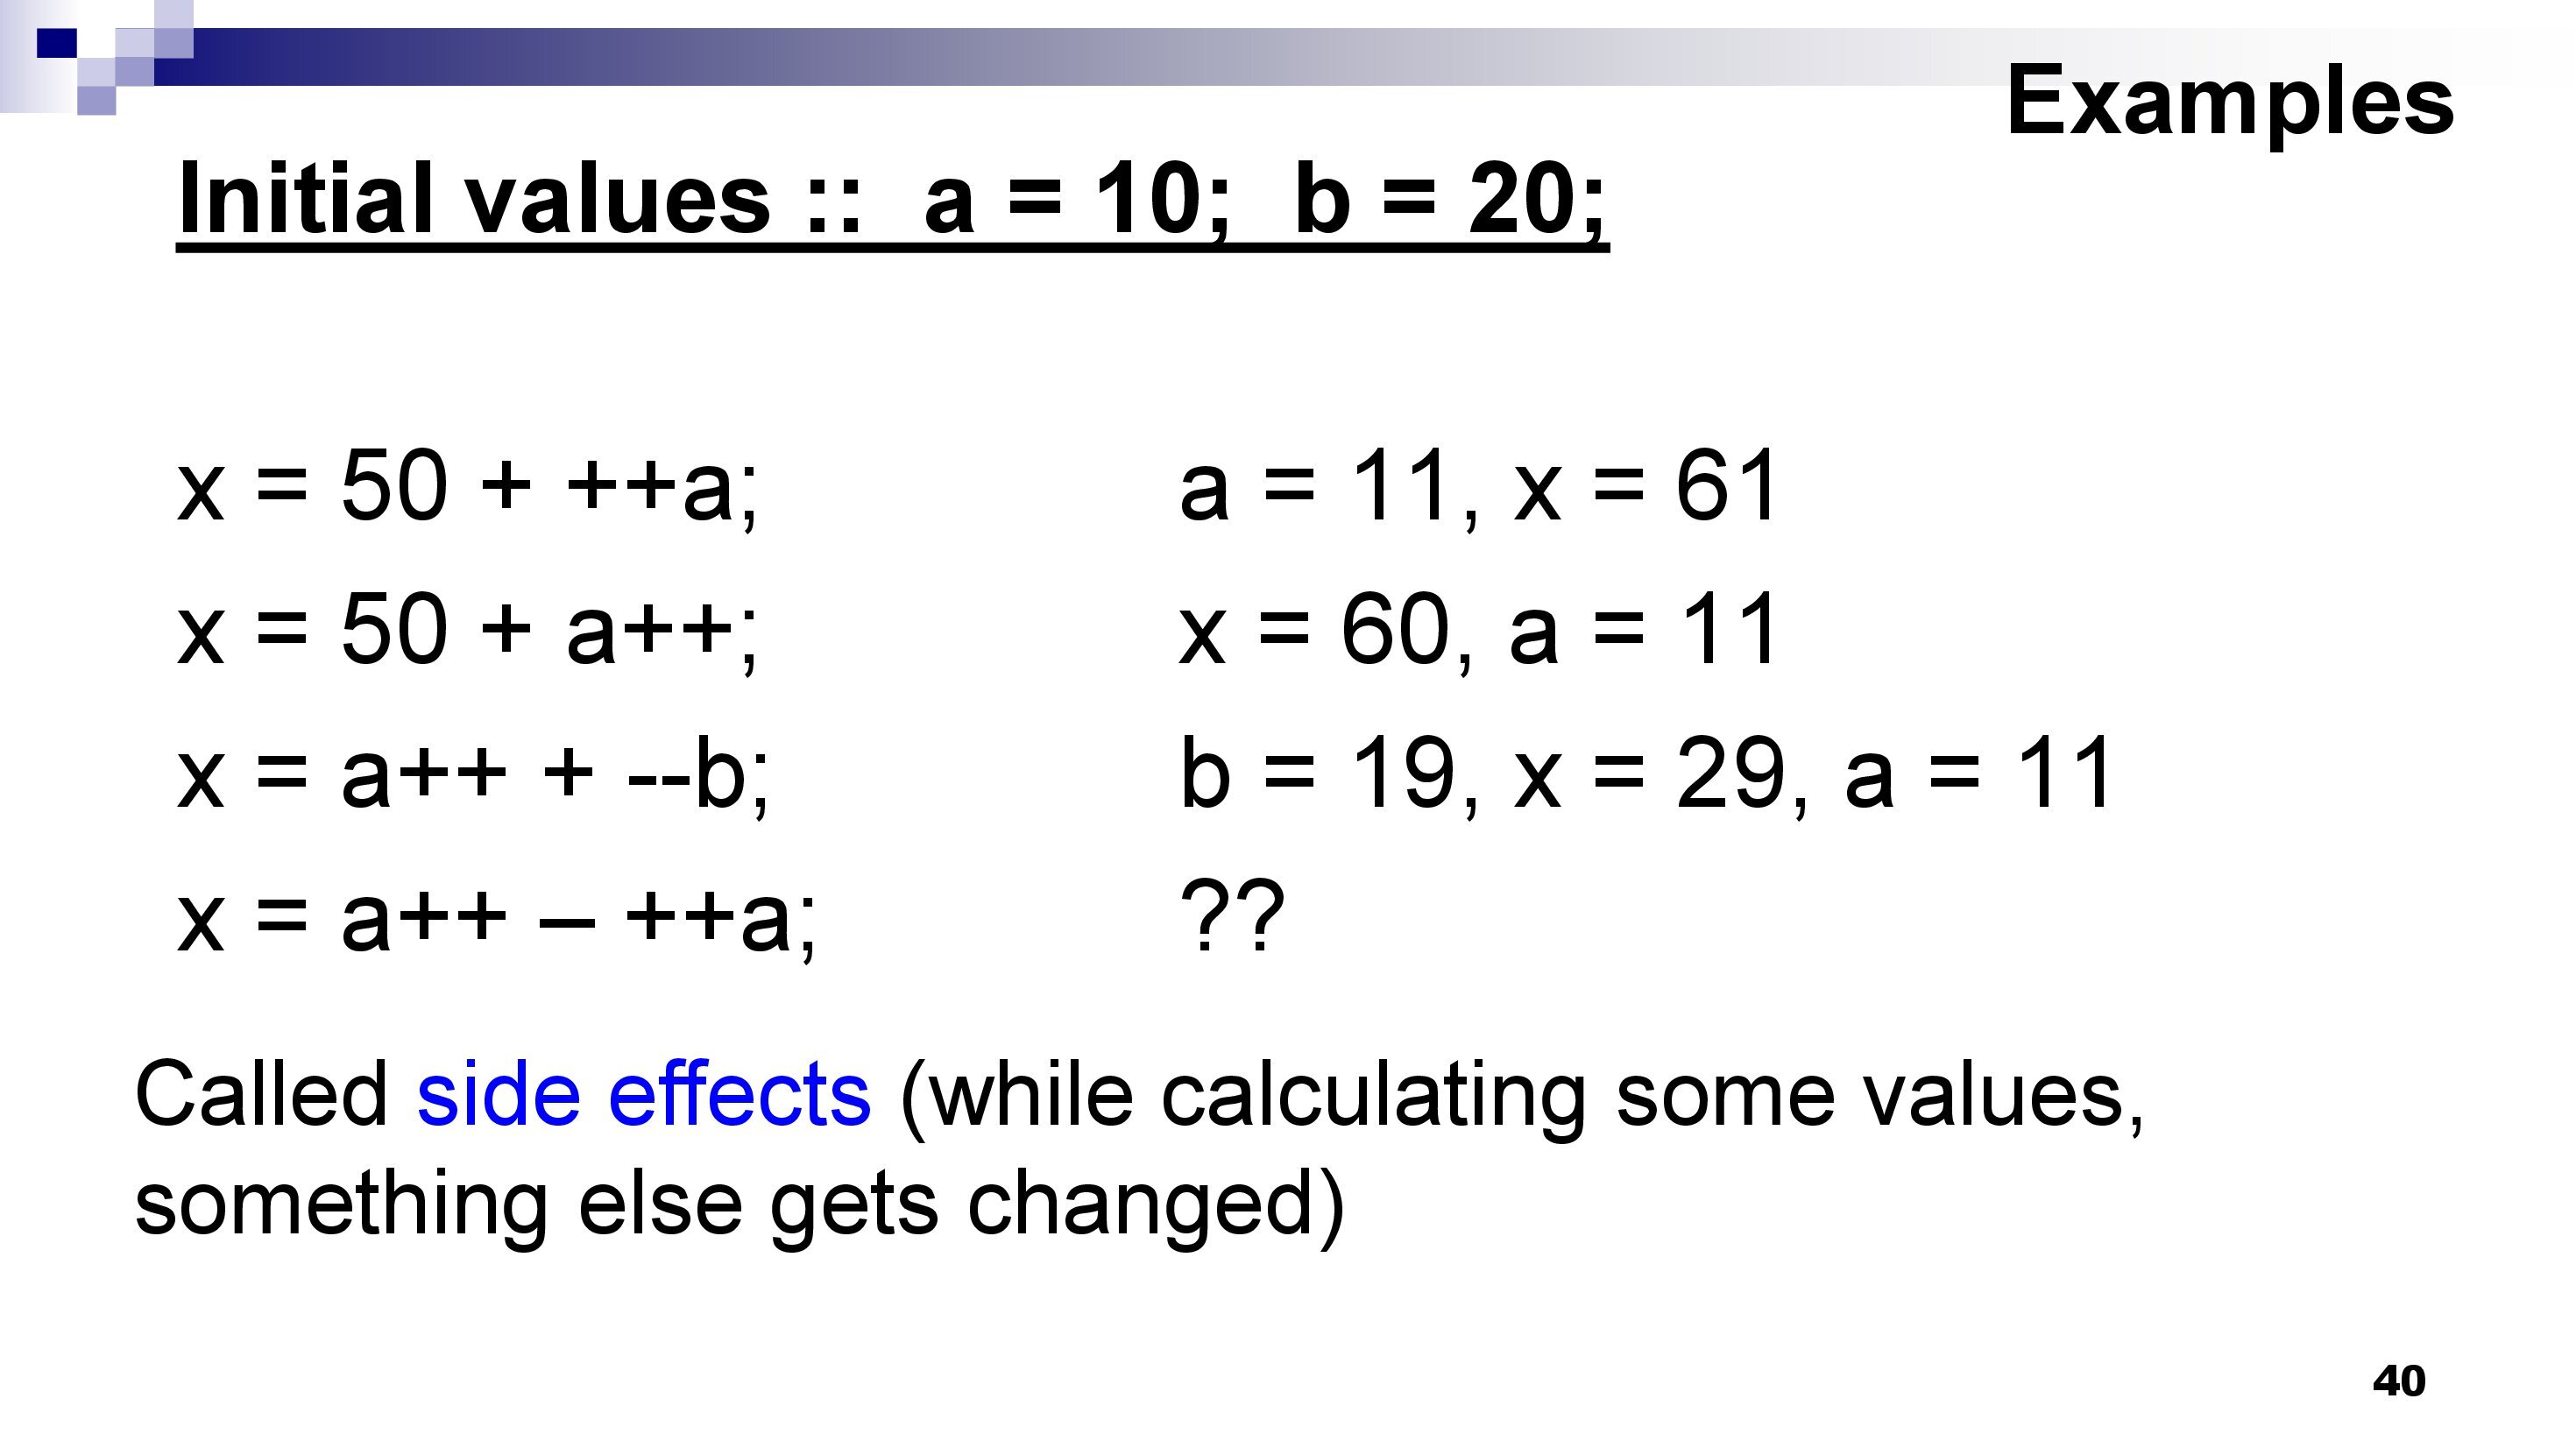 Examples
Initial values :: a = 10; b = 20;
x = 50 + ++a; a = 11, x = 61
x = 50 + a++; x = 60, a = 11
x = a++ + --b; b = 19, x = 29, a = 11
x = a++ – ++a; ??
Called side effects (while calculating some values,
something else gets changed)
40